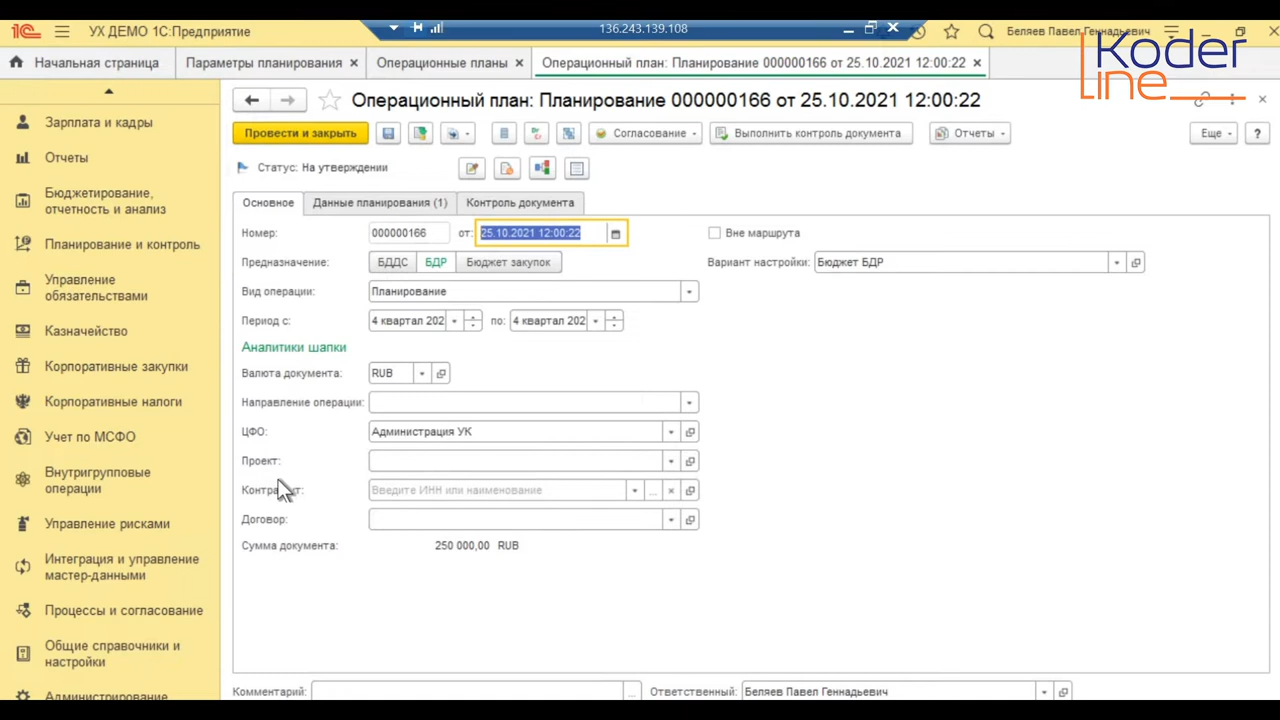 УХ ДЕМО 1С:Предприятие
136.243.139.108
Беляев Павел Геннадьевич
Koder
line
Начальная страница
Параметры планирования
Операционные планы
Операционный план: Планирование 000000166 от 25.10.2021 12:00:22
Операционный план: Планирование 000000166 от 25.10.2021 12:00:22
Провести и закрыть
Согласование
Выполнить контроль документа
Отчеты
Еще
?
Статус: На утверждении
Основное
Данные планирования (1)
Контроль документа
Номер: 000000166 от: 25.10.2021 12:00:22
Вне маршрута
Предназначение: БДДС БДР Бюджет закупок
Вариант настройки: Бюджет БДР
Вид операции: Планирование
Период с: 4 квартал 202 по: 4 квартал 202
Аналитики шапки
Валюта документа: RUB
Направление операции:
ЦФО: Администрация УК
Проект:
Введите ИНН или наименование
Договор:
Сумма документа: 250 000,00 RUB
Комментарий:
Ответственный: Беляев Павел Геннадьевич
Зарплата и кадры
Отчеты
Бюджетирование,
отчетность и анализ
Планирование и контроль
Управление
обязательствами
Казначейство
Корпоративные закупки
Корпоративные налоги
Учет по МСФО
Внутригрупповые
операции
Управление рисками
Интеграция и управление
мастер-данными
Процессы и согласование
Общие справочники и
настройки
Администрирование